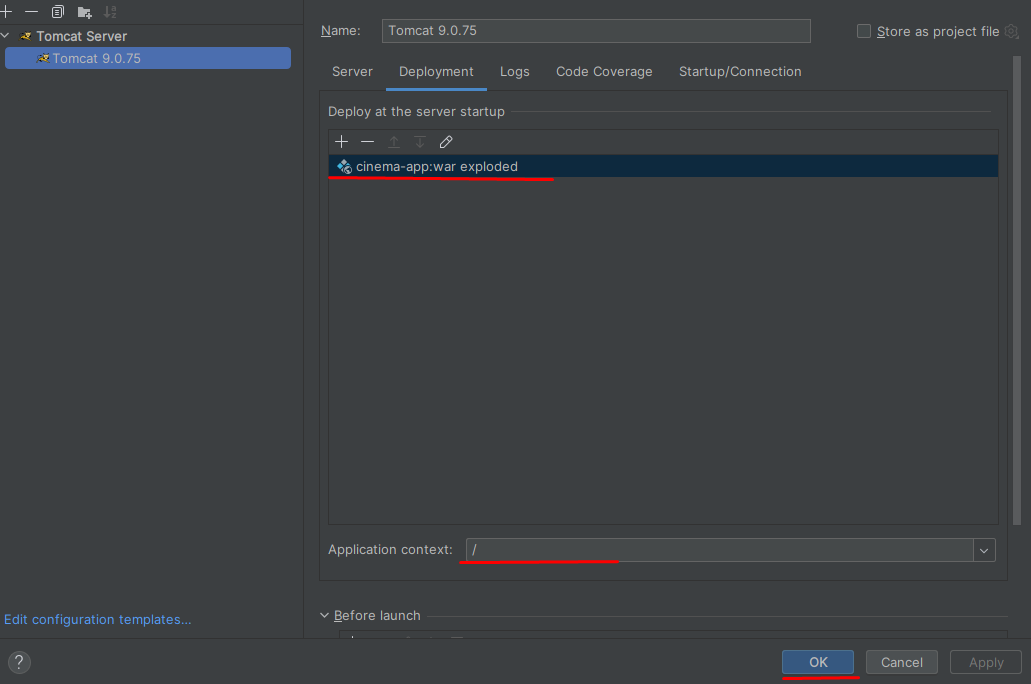 Tomcat Server
Tomcat 9.0.75
Edit configuration templates...
Name: Tomcat 9.0.75
Store as project file
Server Deployment Logs Code Coverage Startup/Connection
Deploy at the server startup
cinema-app:war exploded
Application context: /
Before launch
?
OK Cancel Apply